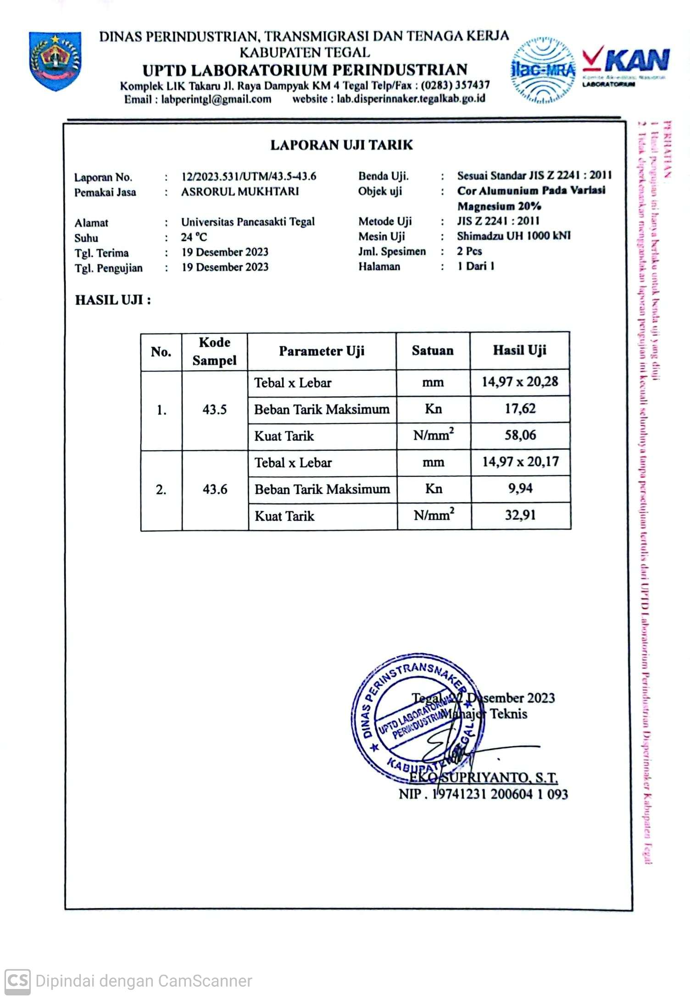 DINAS PERINDUSTRIAN, TRANSMIGRASI DAN TENAGA KERJA
KABUPATEN TEGAL
UPTD LABORATORIUM PERINDUSTRIAN
Komplek LIK Takaru Jl. Raya Dampyak KM 4 Tegal Telp/Fax : (0283) 357437
Email : labperintgl@gmail.com website : lab.disperinnaker.tegalkab.go.id
ilac-MRA
KAN
Komite Akreditasi Nasional
LABORATORIUM
LAPORAN UJI TARIK
Laporan No. : 12/2023.531/UTM/43.5-43.6
Pemakai Jasa : ASRORUL MUKHTARI
Alamat : Universitas Pancasakti Tegal
Suhu : 24 °C
Tgl. Terima : 19 Desember 2023
Tgl. Pengujian : 19 Desember 2023
Benda Uji. : Sesuai Standar JIS Z 2241 : 2011
Objek uji : Cor Alumunium Pada Variasi
Magnesium 20%
Metode Uji : JIS Z 2241 : 2011
Mesin Uji : Shimadzu UH 1000 kNI
Jml. Spesimen : 2 Pcs
Halaman : 1 Dari 1
HASIL UJI :
No. Kode Sampel Parameter Uji Satuan Hasil Uji
1. 43.5 Tebal x Lebar mm 14,97 x 20,28
Beban Tarik Maksimum Kn 17,62
Kuat Tarik N/mm² 58,06
2. 43.6 Tebal x Lebar mm 14,97 x 20,17
Beban Tarik Maksimum Kn 9,94
Kuat Tarik N/mm² 32,91
Tegal, 22 Desember 2023
Manajer Teknis
DINAS PERINSTRANSNAKER
UPTD LABORATORIUM
PERINDUSTRIAN
KABUPATEN TEGAL
EKO SUPRIYANTO, S.T.
NIP . 19741231 200604 1 093
PERHATIAN :
1. Hasil pengujian ini hanya berlaku untuk benda uji yang diuji
2. Tidak diperkenankan menggandakan laporan pengujian ini kecuali seluruhnya tanpa persetujuan tertulis dari UPTD Laboratorium Perindustrian Disperinnaker Kabupaten Tegal
CS Dipindai dengan CamScanner